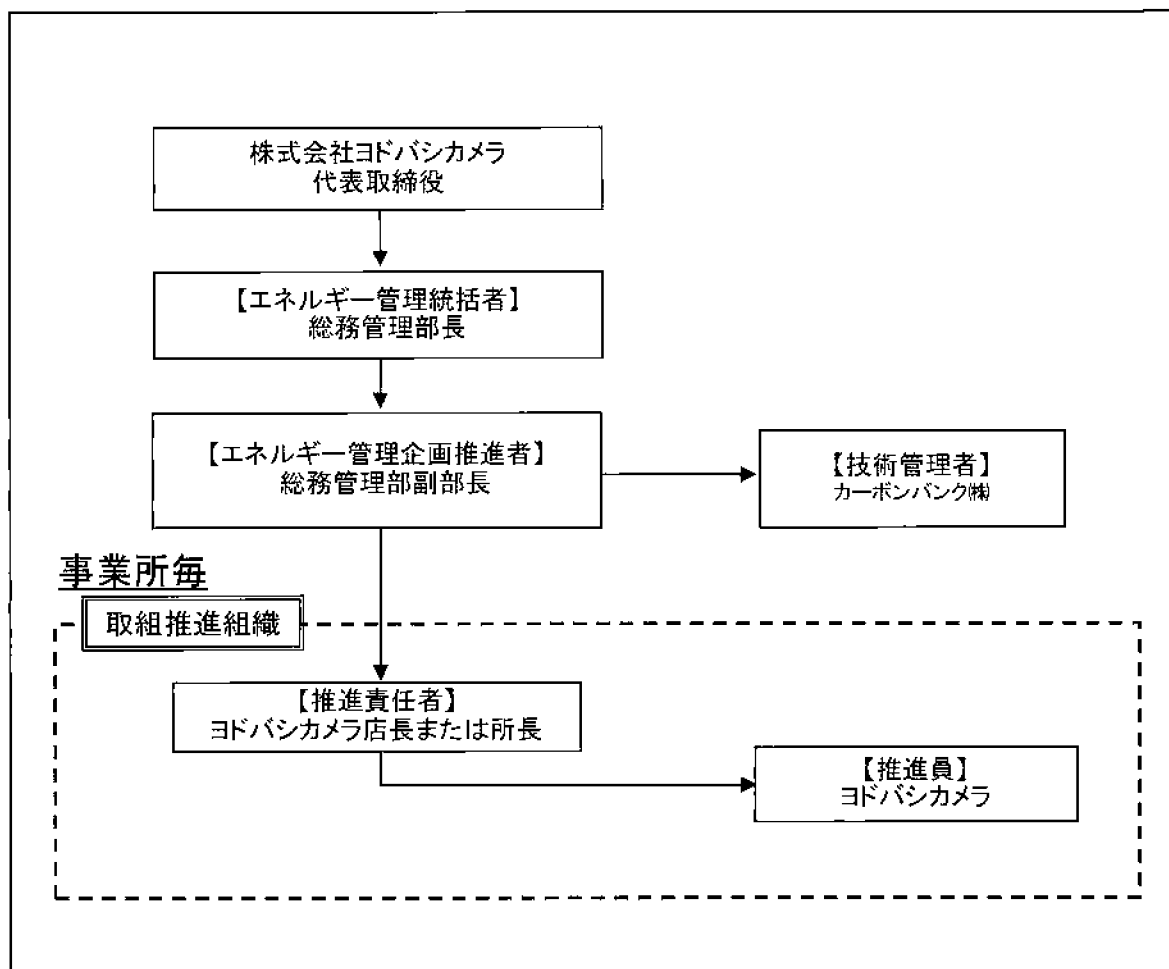 株式会社ヨドバシカメラ
代表取締役
【エネルギー管理統括者】
総務管理部長
【エネルギー管理企画推進者】
総務管理部副部長
【技術管理者】
カーボンバンク㈱
事業所毎
取組推進組織
【推進責任者】
ヨドバシカメラ店長または所長
【推進員】
ヨドバシカメラ